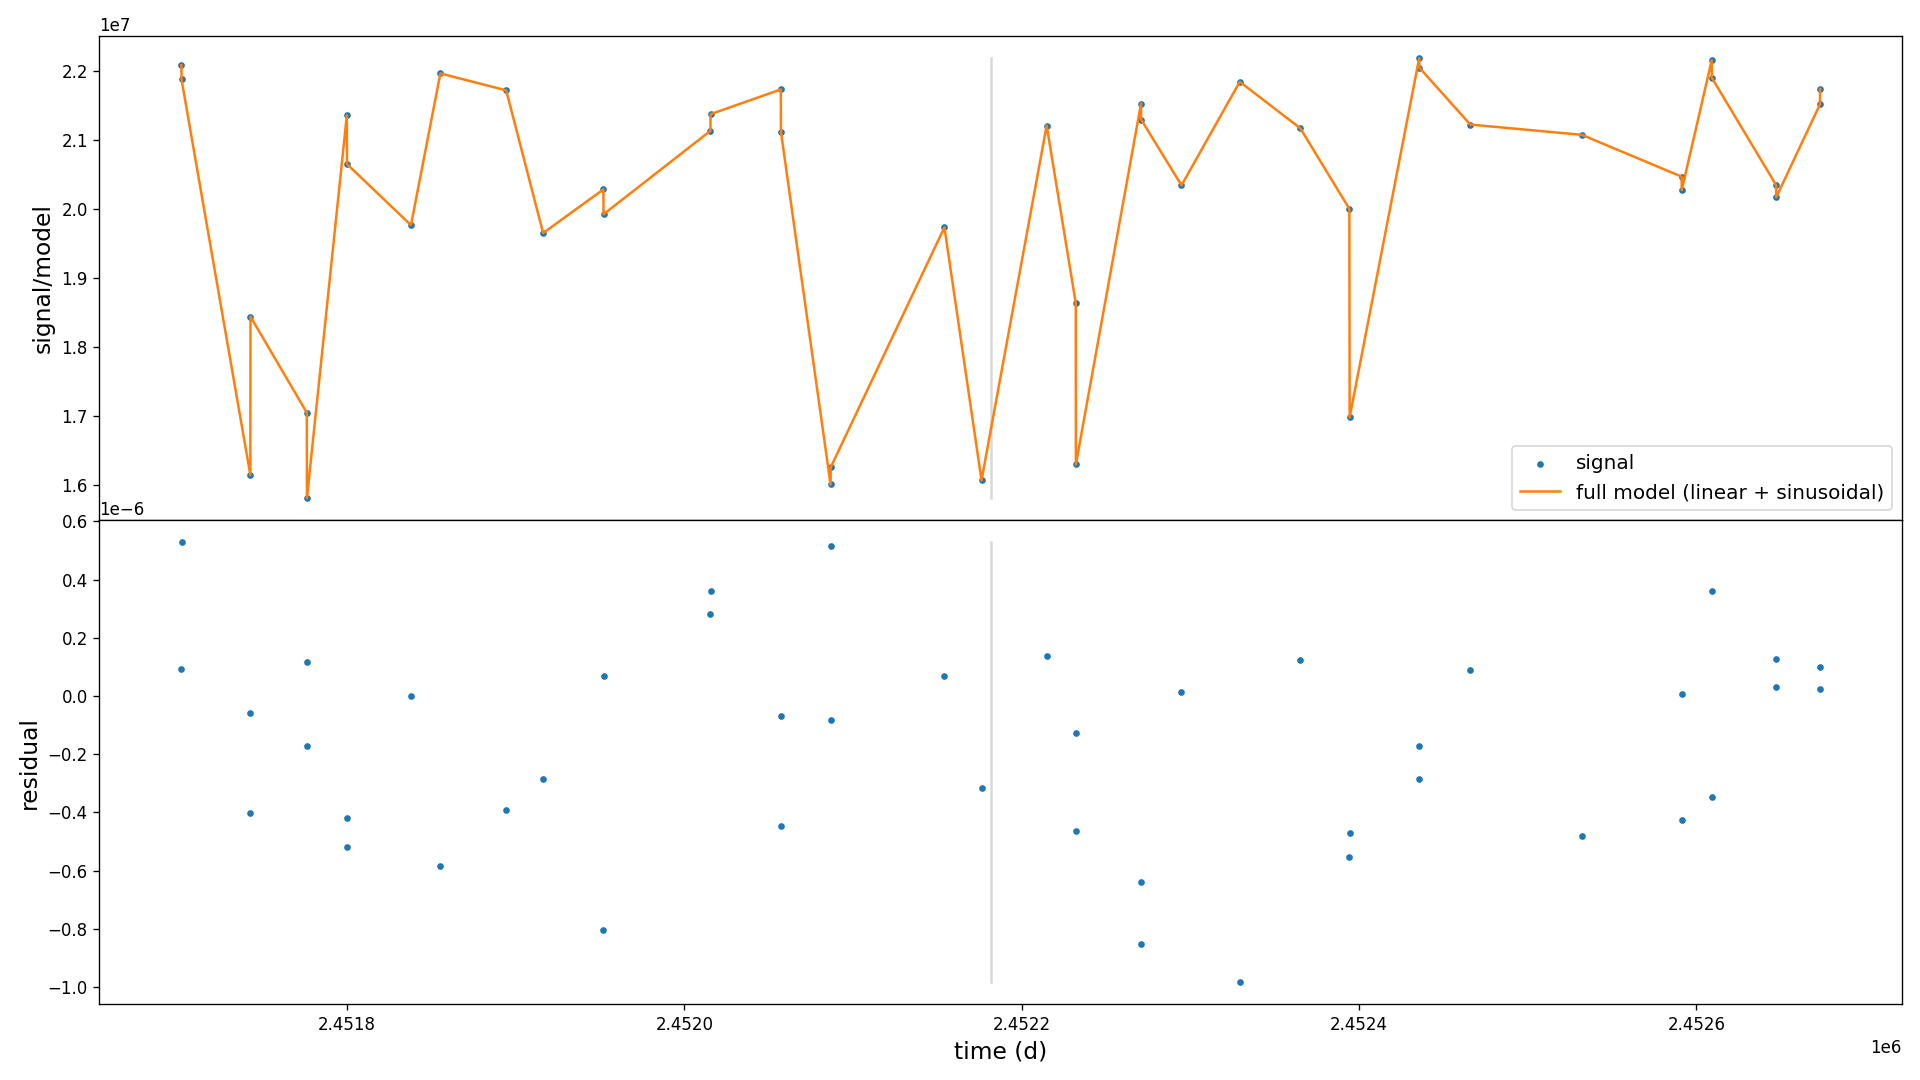 1e7
2.2
2.1
2.0
1.9
1.8
1.7
1.6
signal/model
signal
full model (linear + sinusoidal)
1e−6
0.6
0.4
0.2
0.0
−0.2
−0.4
−0.6
−0.8
−1.0
residual
2.4518
2.4520
2.4522
2.4524
2.4526
time (d)
1e6